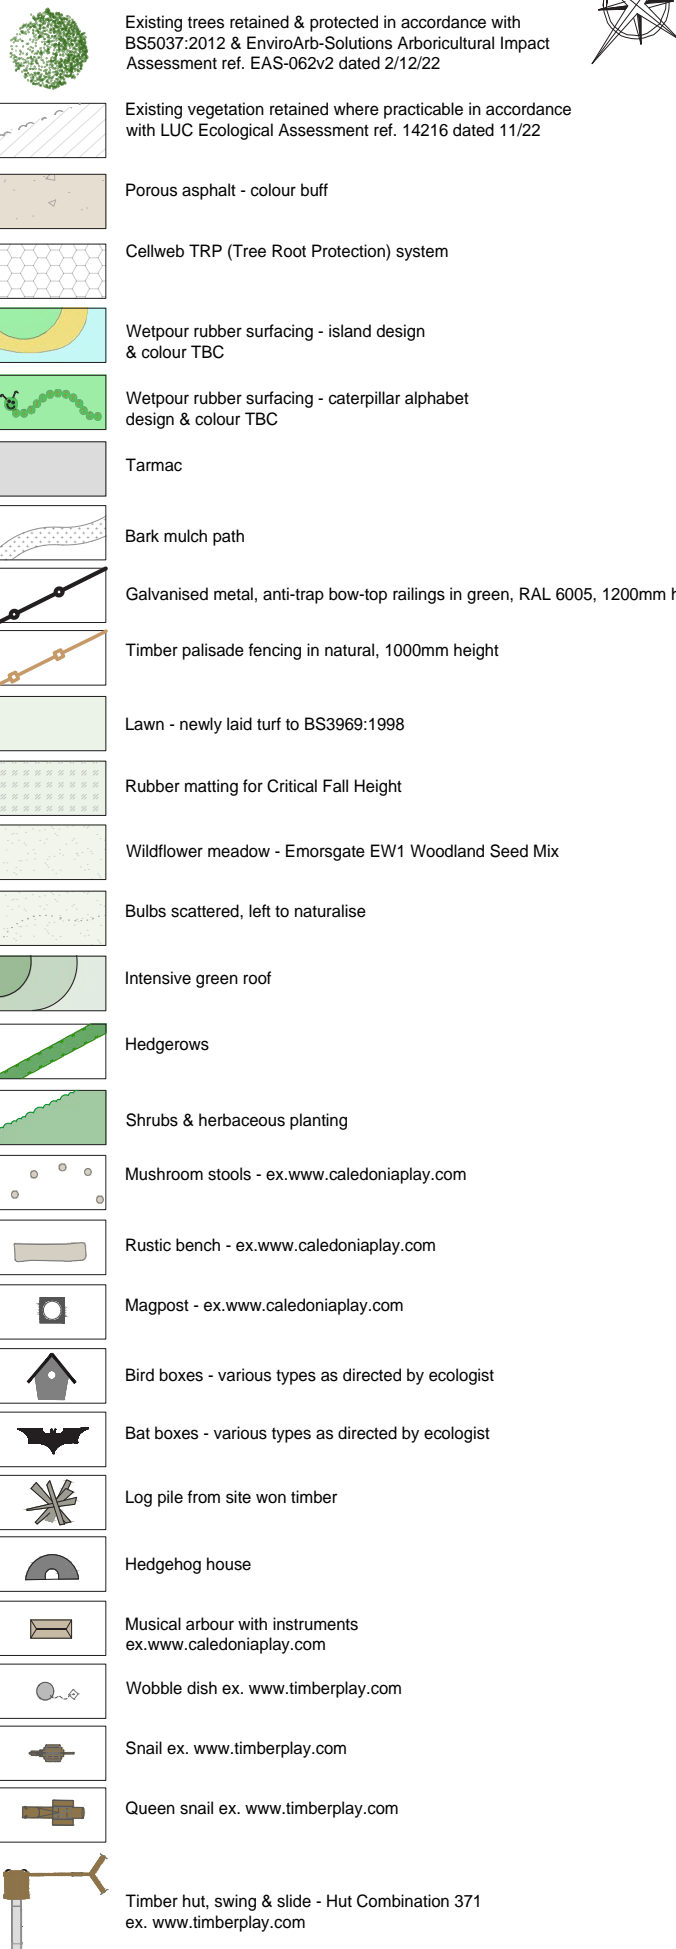 Existing trees retained & protected in accordance with
BS5037:2012 & EnviroArb-Solutions Arboricultural Impact
Assessment ref. EAS-062v2 dated 2/12/22
Existing vegetation retained where practicable in accordance
with LUC Ecological Assessment ref. 14216 dated 11/22
Porous asphalt - colour buff
Cellweb TRP (Tree Root Protection) system
Wetpour rubber surfacing - island design
& colour TBC
Wetpour rubber surfacing - caterpillar alphabet
design & colour TBC
Tarmac
Bark mulch path
Galvanised metal, anti-trap bow-top railings in green, RAL 6005, 1200mm
Timber palisade fencing in natural, 1000mm height
Lawn - newly laid turf to BS3969:1998
Rubber matting for Critical Fall Height
Wildflower meadow - Emorsgate EW1 Woodland Seed Mix
Bulbs scattered, left to naturalise
Intensive green roof
Hedgerows
Shrubs & herbaceous planting
Mushroom stools - ex.www.caledoniaplay.com
Rustic bench - ex.www.caledoniaplay.com
Magpost - ex.www.caledoniaplay.com
Bird boxes - various types as directed by ecologist
Bat boxes - various types as directed by ecologist
Log pile from site won timber
Hedgehog house
Musical arbour with instruments
ex.www.caledoniaplay.com
Wobble dish ex. www.timberplay.com
Snail ex. www.timberplay.com
Queen snail ex. www.timberplay.com
Timber hut, swing & slide - Hut Combination 371
ex. www.timberplay.com